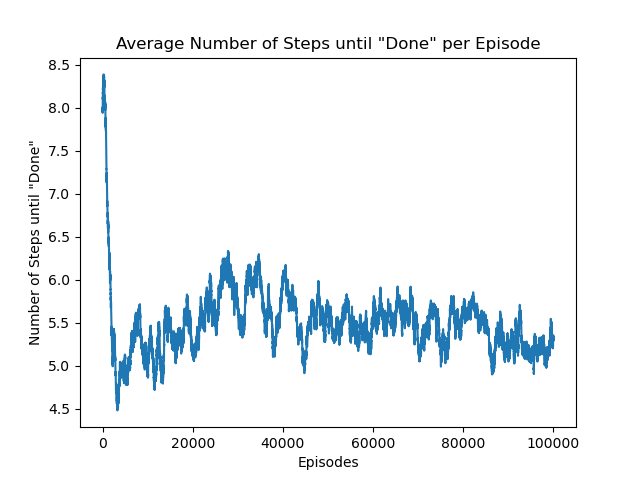 Average Number of Steps until "Done" per Episode
8.5
8.0
7.5
7.0
6.5
6.0
5.5
5.0
4.5
Number of Steps until "Done"
0 20000 40000 60000 80000 100000
Episodes